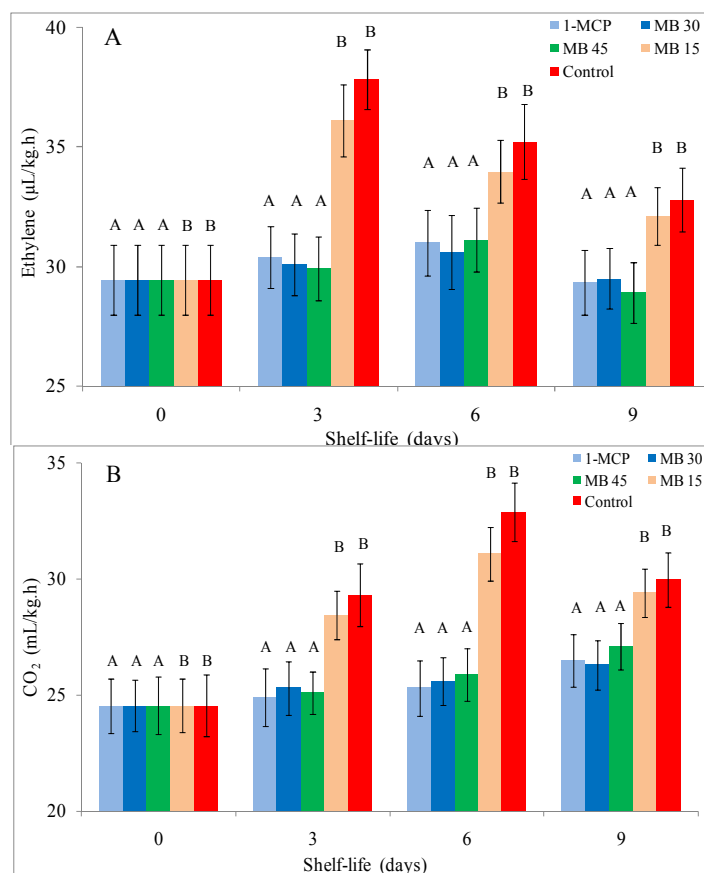 A
1-MCP MB 30
MB 45 MB 15
Control
Ethylene (µL/kg.h)
40
35
30
25
B B
B B
B B
A A A
A A A
A A A
A A A B B
0 3 6 9
Shelf-life (days)
B
1-MCP MB 30
MB 45 MB 15
Control
CO₂ (mL/kg.h)
35
30
25
20
B B
B B
B B
A A A
A A A
A A A
A A A B B
0 3 6 9
Shelf-life (days)